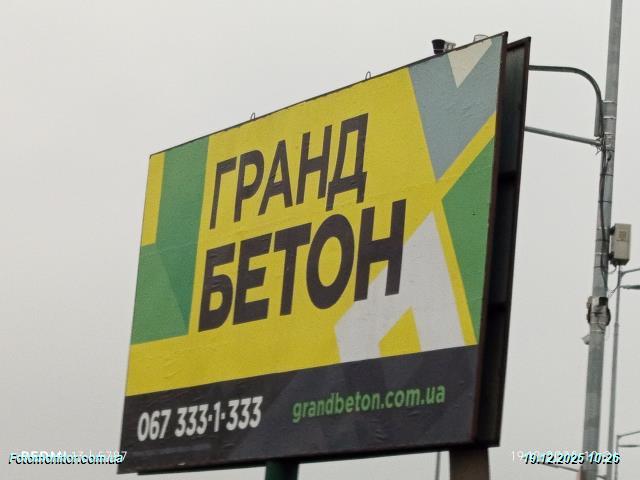 ГРАНД
БЕТОН
067 333-1-333
grandbeton.com.ua
Fotomonitor.com.ua
19.12.2025 10:26